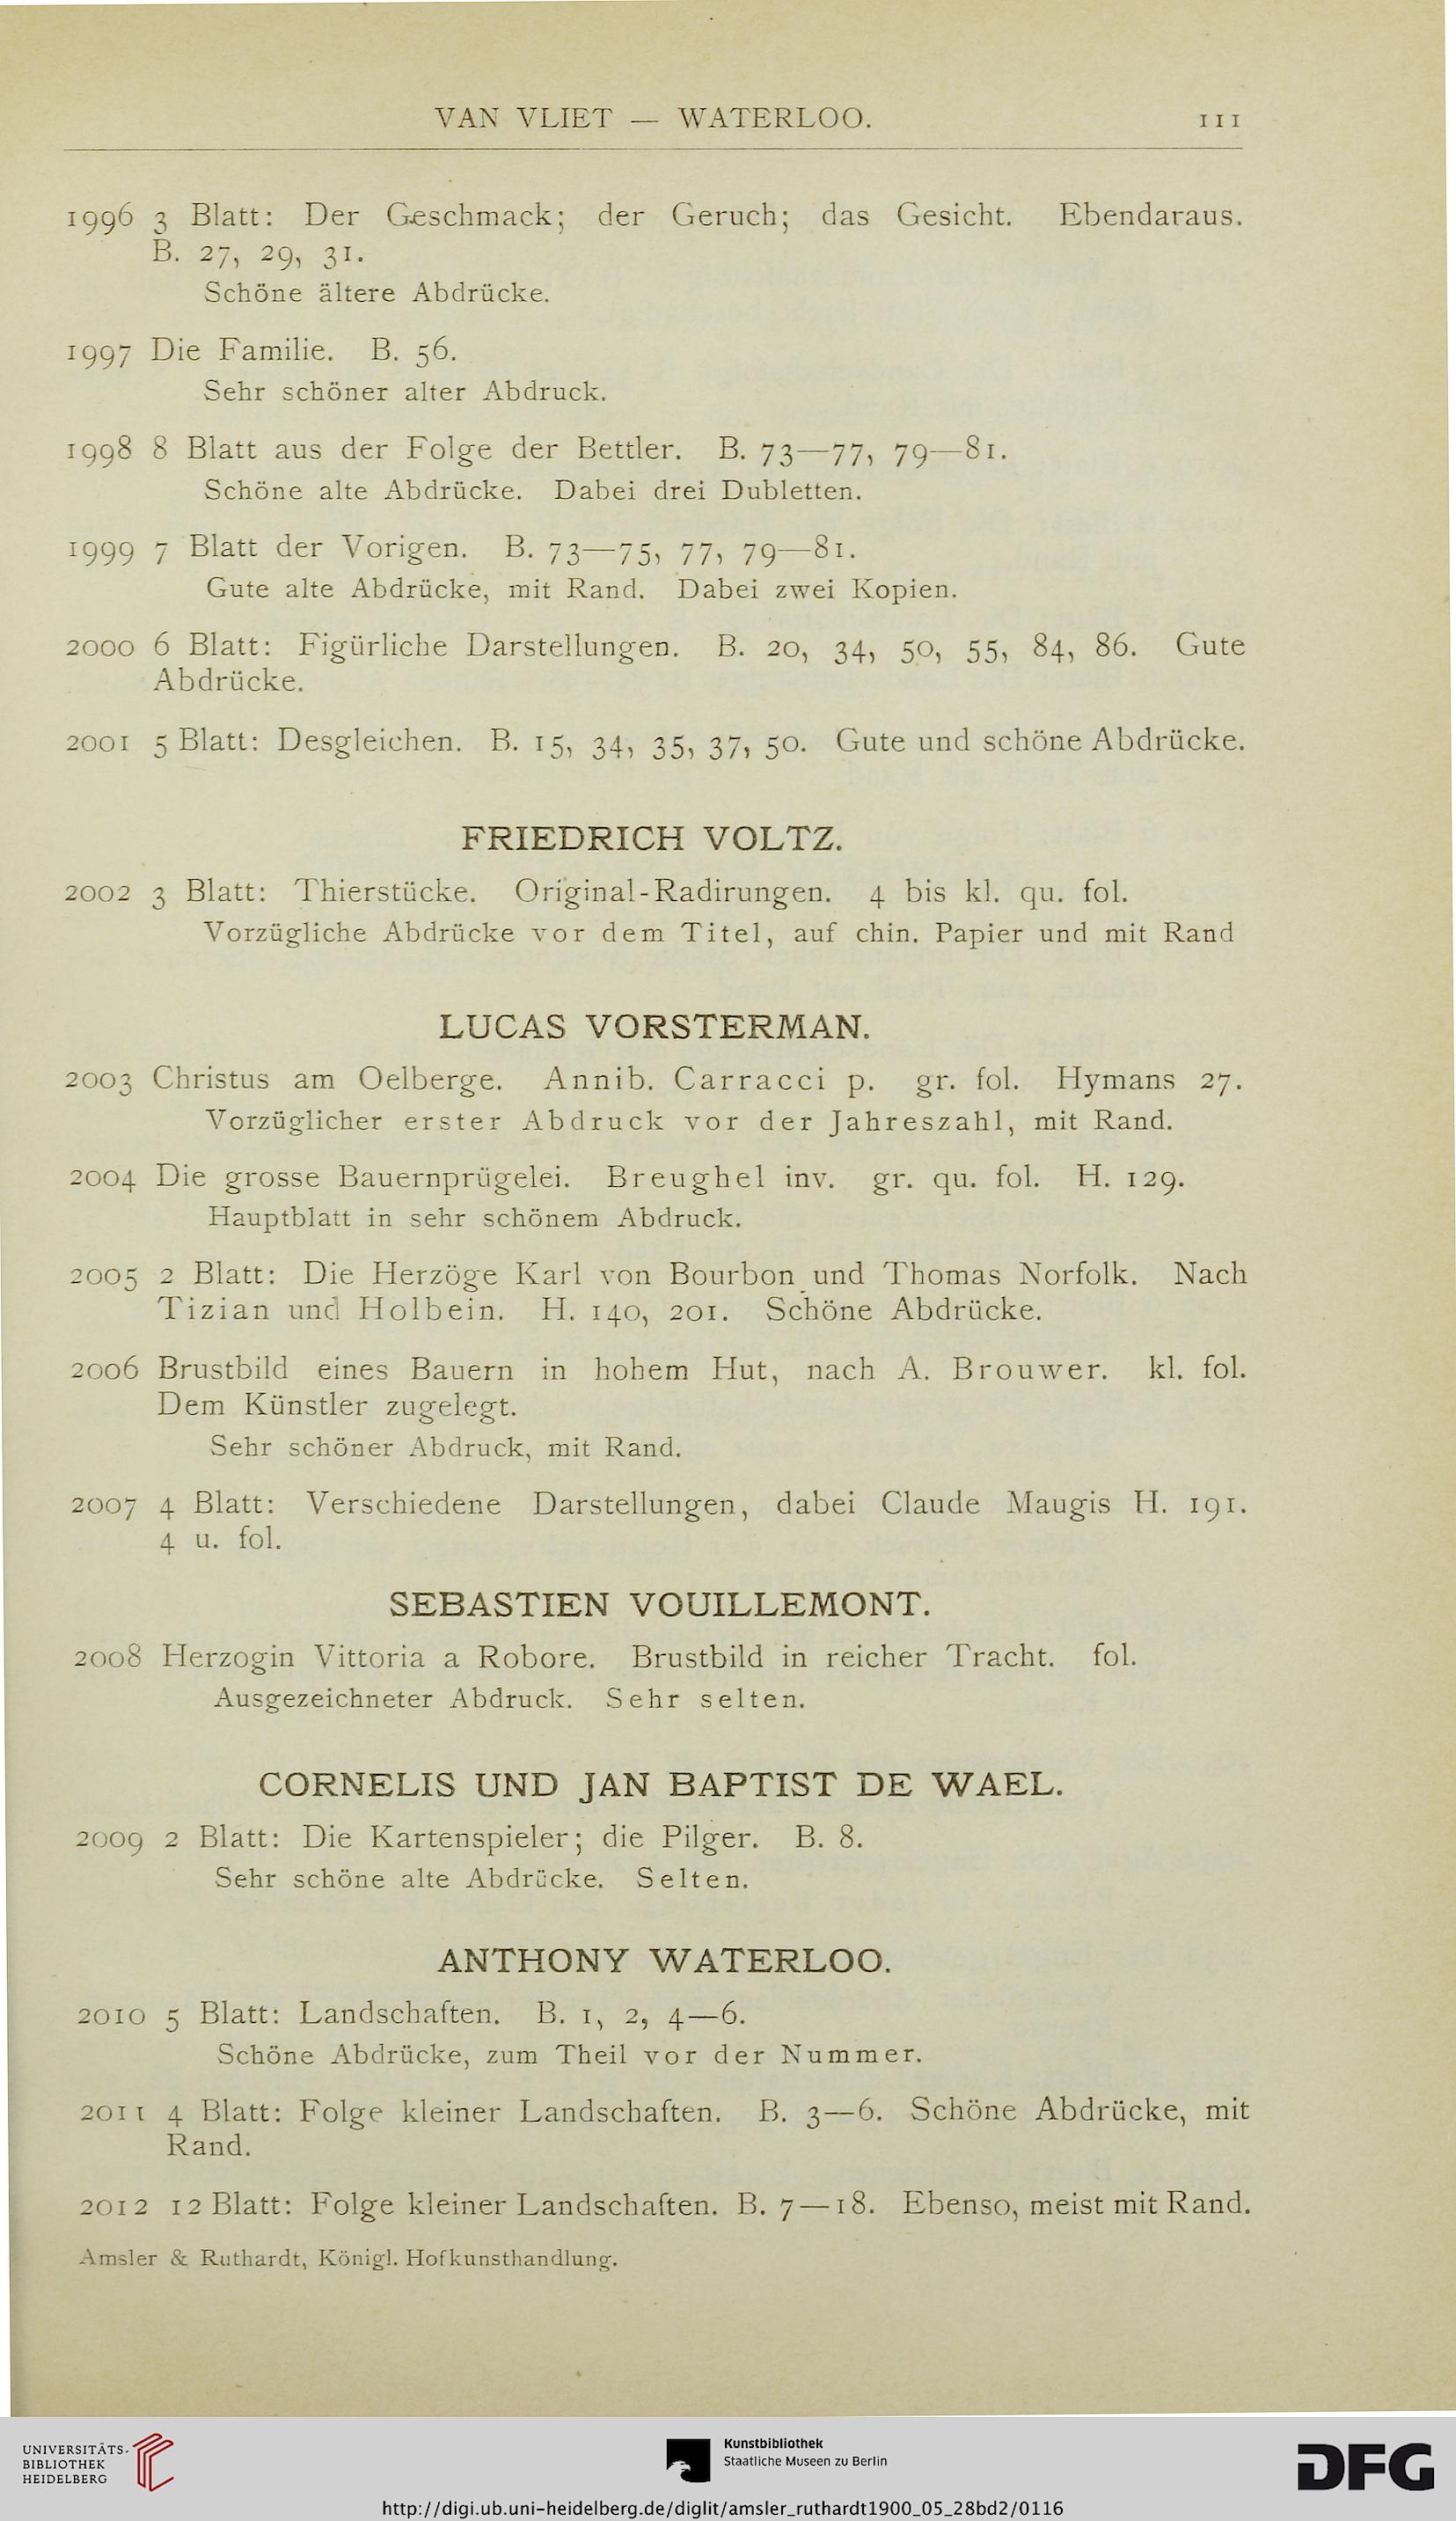 VAN VLIET — WATERLOO. 111
1996 3 Blatt: Der Geschmack; der Geruch; das Gesicht. Ebendaraus.
B. 27, 29, 31.
Schöne ältere Abdrücke.
1997 Die Familie. B. 56.
Sehr schöner alter Abdruck.
1998 8 Blatt aus der Folge der Bettler. B. 73—77, 79—81.
Schöne alte Abdrücke. Dabei drei Dubletten.
1999 7 Blatt der Vorigen. B. 73—75, 77, 79—81.
Gute alte Abdrücke, mit Rand. Dabei zwei Kopien.
2000 6 Blatt: Figürliche Darstellungen. B. 20, 34, 50, 55, 84, 86. Gute
Abdrücke.
2001 5 Blatt: Desgleichen. B. 15, 34, 35, 37, 50. Gute und schöne Abdrücke.
FRIEDRICH VOLTZ.
2002 3 Blatt: Thierstücke. Original-Radirungen. 4 bis kl. qu. fol.
Vorzügliche Abdrücke vor dem Titel, auf chin. Papier und mit Rand
LUCAS VORSTERMAN.
2003 Christus am Oelberge. Annib. Carracci p. gr. fol. Hymans 27.
Vorzüglicher erster Abdruck vor der Jahreszahl, mit Rand.
2004 Die grosse Bauernprügelei. Breughel inv. gr. qu. fol. H. 129.
Hauptblatt in sehr schönem Abdruck.
2005 2 Blatt: Die Herzöge Karl von Bourbon und Thomas Norfolk. Nach
Tizian und Holbein. H. 140, 201. Schöne Abdrücke.
2006 Brustbild eines Bauern in hohem Hut, nach A. Brouwer. kl. fol.
Dem Künstler zugelegt.
Sehr schöner Abdruck, mit Rand.
2007 4 Blatt: Verschiedene Darstellungen, dabei Claude Maugis H. 191.
4 u. fol.
SEBASTIEN VOUILLEMONT.
2008 Herzogin Vittoria a Robore. Brustbild in reicher Tracht. fol.
Ausgezeichneter Abdruck. Sehr selten.
CORNELIS UND JAN BAPTIST DE WAEL.
2009 2 Blatt: Die Kartenspieler; die Pilger. B. 8.
Sehr schöne alte Abdrücke. Selten.
ANTHONY WATERLOO.
2010 5 Blatt: Landschaften. B. 1, 2, 4—6.
Schöne Abdrücke, zum Theil vor der Nummer.
2011 4 Blatt: Folge kleiner Landschaften. B. 3—6. Schöne Abdrücke, mit
Rand.
2012 12 Blatt: Folge kleiner Landschaften. B. 7—18. Ebenso, meist mit Rand.
Amsler & Ruthardt, Königl. Hofkunsthandlung.
UNIVERSITÄTS-
BIBLIOTHEK
HEIDELBERG
Kunstbibliothek
Staatliche Museen zu Berlin
DFG
http://digi.ub.uni-heidelberg.de/diglit/amsler_ruthardt1900_05_28bd2/0116